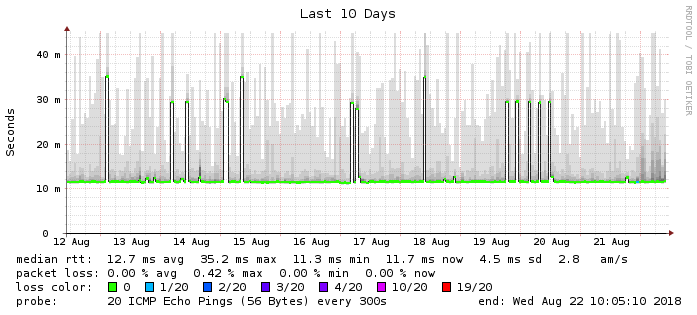 Last 10 Days
RRDTOOL / TOBI OETIKER
Seconds
40 m
30 m
20 m
10 m
0
12 Aug 13 Aug 14 Aug 15 Aug 16 Aug 17 Aug 18 Aug 19 Aug 20 Aug 21 Aug
median rtt: 12.7 ms avg 35.2 ms max 11.3 ms min 11.7 ms now 4.5 ms sd 2.8 am/s
packet loss: 0.00 % avg 0.42 % max 0.00 % min 0.00 % now
loss color: 0 1/20 2/20 3/20 4/20 10/20 19/20
probe: 20 ICMP Echo Pings (56 Bytes) every 300s end: Wed Aug 22 10:05:10 2018